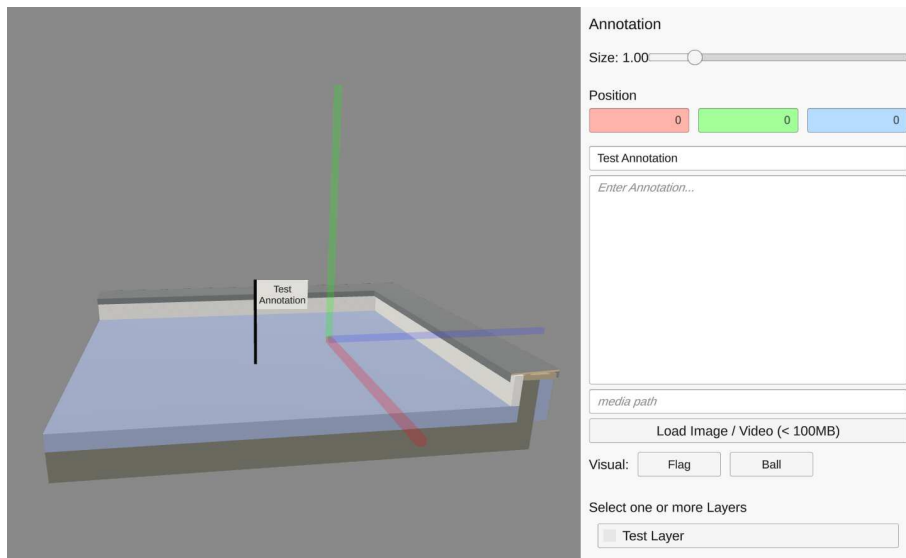 Annotation
Size: 1.00
Position
0 0 0
Test Annotation
Enter Annotation...
media path
Load Image / Video (< 100MB)
Visual: Flag Ball
Select one or more Layers
Test Layer
Test
Annotation